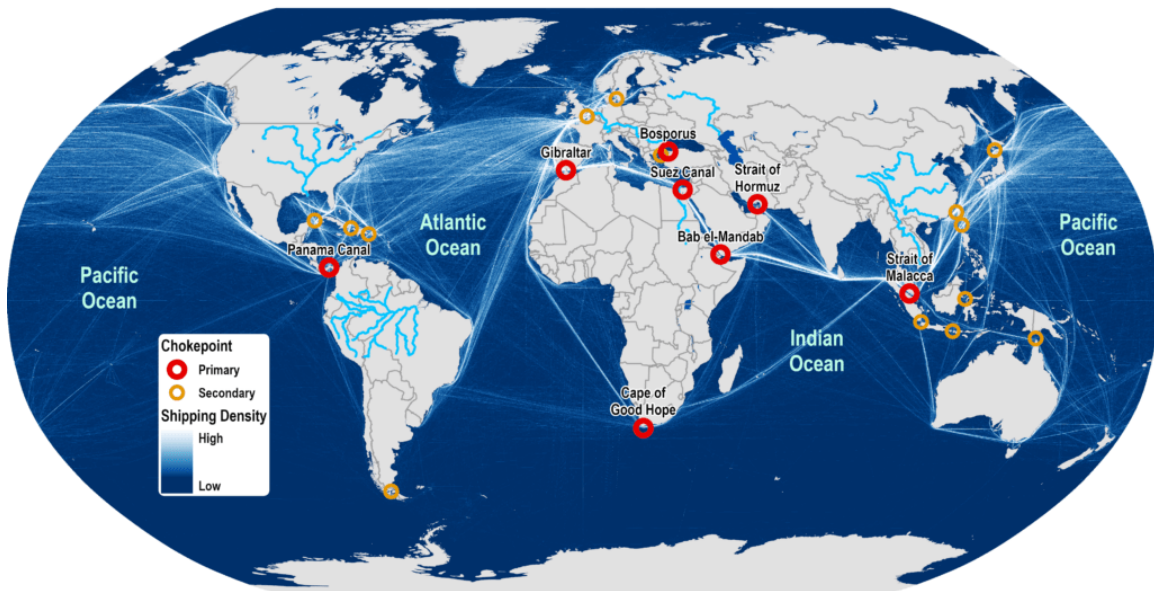 Bosporus
Gibraltar
Suez Canal
Strait of
Hormuz
Atlantic
Ocean
Bab el-Mandab
Pacific
Ocean
Panama Canal
Strait of
Malacca
Pacific
Ocean
Indian
Ocean
Chokepoint
Primary
Secondary
Shipping Density
High
Low
Cape of
Good Hope